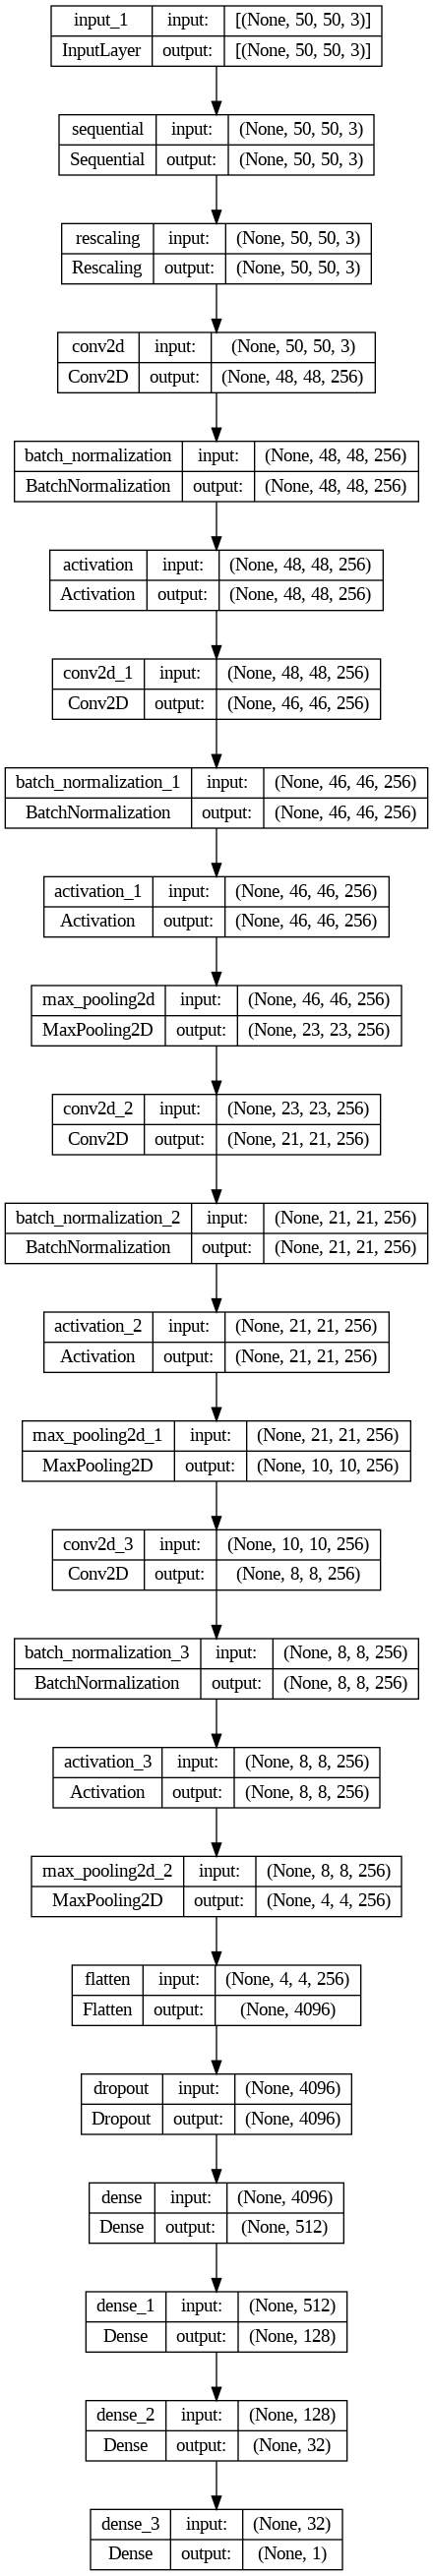 input_1 input: [(None, 50, 50, 3)]
InputLayer output: [(None, 50, 50, 3)]
sequential input: (None, 50, 50, 3)
Sequential output: (None, 50, 50, 3)
rescaling input: (None, 50, 50, 3)
Rescaling output: (None, 50, 50, 3)
conv2d input: (None, 50, 50, 3)
Conv2D output: (None, 48, 48, 256)
batch_normalization input: (None, 48, 48, 256)
BatchNormalization output: (None, 48, 48, 256)
activation input: (None, 48, 48, 256)
Activation output: (None, 48, 48, 256)
conv2d_1 input: (None, 48, 48, 256)
Conv2D output: (None, 46, 46, 256)
batch_normalization_1 input: (None, 46, 46, 256)
BatchNormalization output: (None, 46, 46, 256)
activation_1 input: (None, 46, 46, 256)
Activation output: (None, 46, 46, 256)
max_pooling2d input: (None, 46, 46, 256)
MaxPooling2D output: (None, 23, 23, 256)
conv2d_2 input: (None, 23, 23, 256)
Conv2D output: (None, 21, 21, 256)
batch_normalization_2 input: (None, 21, 21, 256)
BatchNormalization output: (None, 21, 21, 256)
activation_2 input: (None, 21, 21, 256)
Activation output: (None, 21, 21, 256)
max_pooling2d_1 input: (None, 21, 21, 256)
MaxPooling2D output: (None, 10, 10, 256)
conv2d_3 input: (None, 10, 10, 256)
Conv2D output: (None, 8, 8, 256)
batch_normalization_3 input: (None, 8, 8, 256)
BatchNormalization output: (None, 8, 8, 256)
activation_3 input: (None, 8, 8, 256)
Activation output: (None, 8, 8, 256)
max_pooling2d_2 input: (None, 8, 8, 256)
MaxPooling2D output: (None, 4, 4, 256)
flatten input: (None, 4, 4, 256)
Flatten output: (None, 4096)
dropout input: (None, 4096)
Dropout output: (None, 4096)
dense input: (None, 4096)
Dense output: (None, 512)
dense_1 input: (None, 512)
Dense output: (None, 128)
dense_2 input: (None, 128)
Dense output: (None, 32)
dense_3 input: (None, 32)
Dense output: (None, 1)